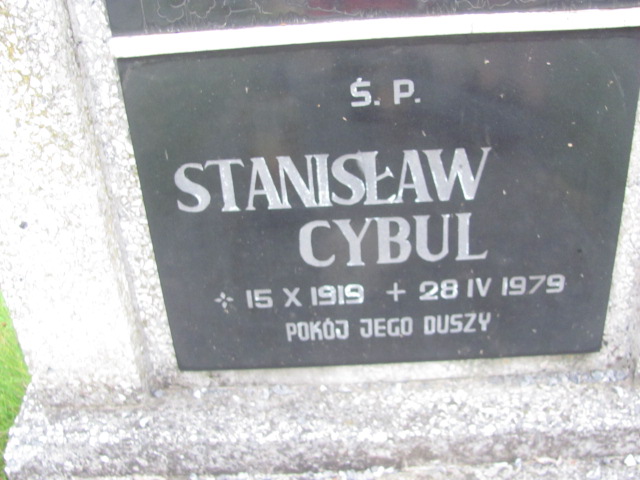 Ś. P.
STANISŁAW
CYBUL
✢ 15 X 1919 + 28 IV 1979
POKÓJ JEGO DUSZY